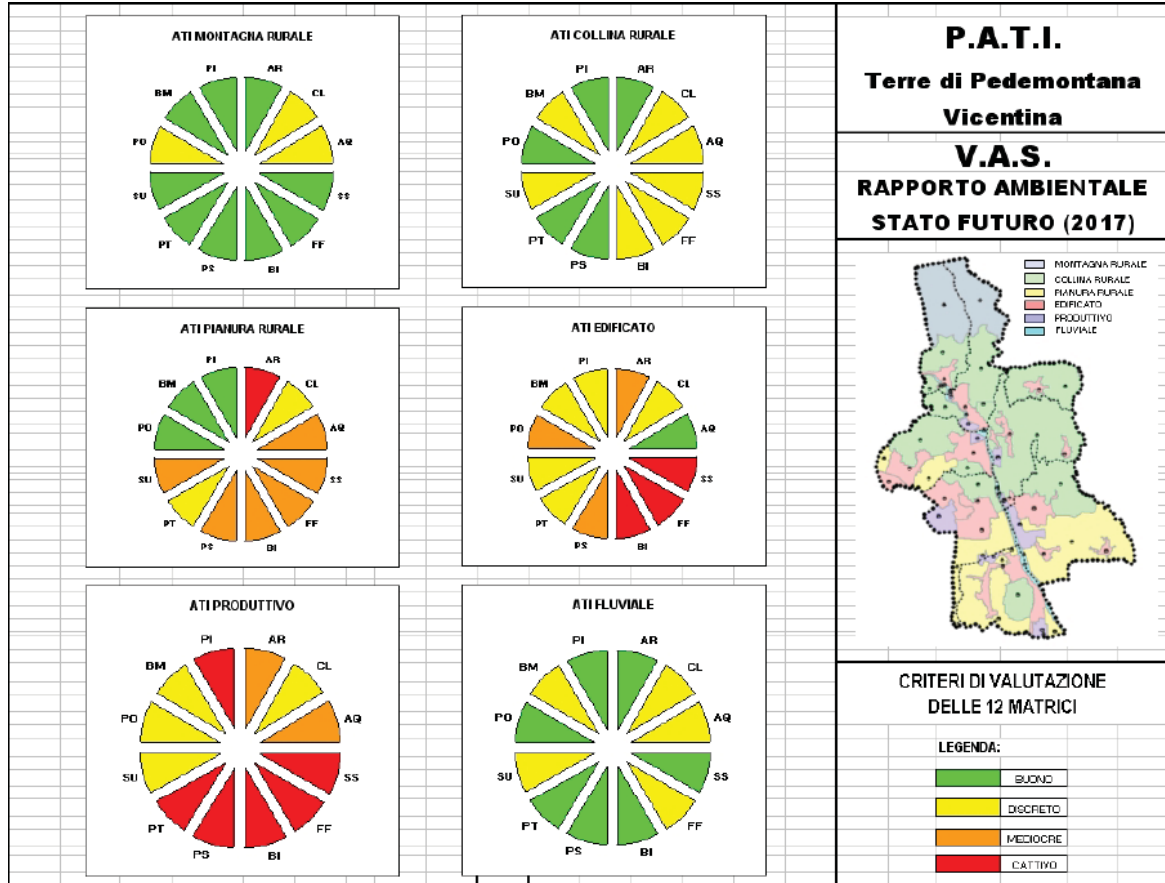 ATI MONTAGNA RURALE
PI
AR
BM
CL
PO
AQ
SU
SS
PT
FF
PS
BI
ATI COLLINA RURALE
PI
AR
BM
CL
PO
AQ
SU
SS
PT
FF
PS
BI
ATI PIANURA RURALE
PI
AR
BM
CL
PO
AQ
SU
SS
PT
FF
PS
BI
ATI EDIFICATO
PI
AR
BM
CL
PO
AQ
SU
SS
PT
FF
PS
BI
ATI PRODUTTIVO
PI
AR
BM
CL
PO
AQ
SU
SS
PT
FF
PS
BI
ATI FLUVIALE
PI
AR
BM
CL
PO
AQ
SU
SS
PT
FF
PS
BI
P.A.T.I.
Terre di Pedemontana
Vicentina
V.A.S.
RAPPORTO AMBIENTALE
STATO FUTURO (2017)
MONTAGNA RURALE
COLLINA RURALE
PIANURA RURALE
EDIFICATO
PRODUTTIVO
FLUVIALE
CRITERI DI VALUTAZIONE
DELLE 12 MATRICI
LEGENDA:
BUONO
DISCRETO
MEDIOCRE
CATTIVO